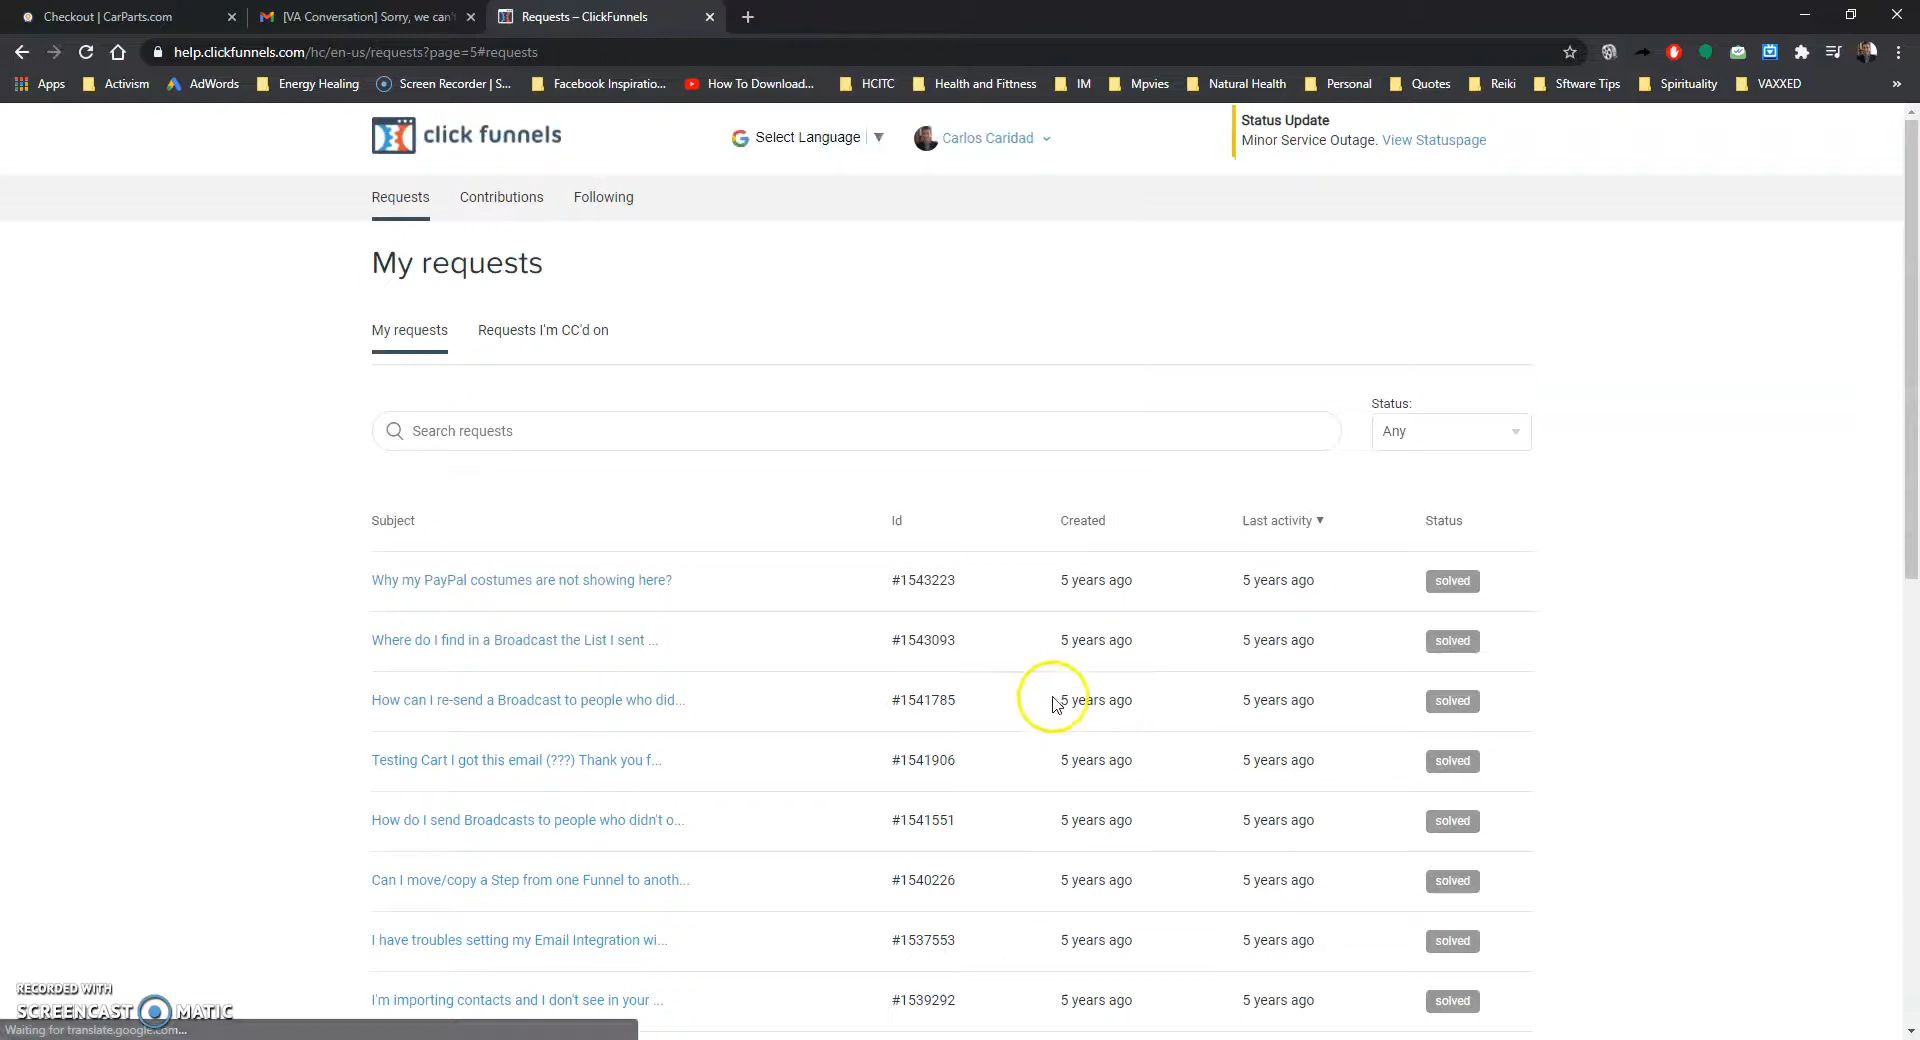 Checkout | CarParts.com
[VA Conversation] Sorry, we can't
Requests – ClickFunnels
help.clickfunnels.com/hc/en-us/requests?page=5#requests
Apps
Activism
AdWords
Energy Healing
Screen Recorder | S...
Facebook Inspiratio...
How To Download...
HCITC
Health and Fitness
IM
Mpvies
Natural Health
Personal
Quotes
Reiki
Sftware Tips
Spirituality
VAXXED
»
click funnels
Select Language ▼
Carlos Caridad
Status Update
Minor Service Outage. View Statuspage
Requests Contributions Following
My requests
My requests Requests I'm CC'd on
Status:
Search requests
Any
Subject Id Created Last activity ▼ Status
Why my PayPal costumes are not showing here? #1543223 5 years ago 5 years ago solved
Where do I find in a Broadcast the List I sent ... #1543093 5 years ago 5 years ago solved
How can I re-send a Broadcast to people who did... #1541785 5 years ago 5 years ago solved
Testing Cart I got this email (???) Thank you f... #1541906 5 years ago 5 years ago solved
How do I send Broadcasts to people who didn't o... #1541551 5 years ago 5 years ago solved
Can I move/copy a Step from one Funnel to anoth... #1540226 5 years ago 5 years ago solved
I have troubles setting my Email Integration wi... #1537553 5 years ago 5 years ago solved
I'm importing contacts and I don't see in your ... #1539292 5 years ago 5 years ago solved
RECORDED WITH
SCREENCAST MATIC
Waiting for translate.google.com...